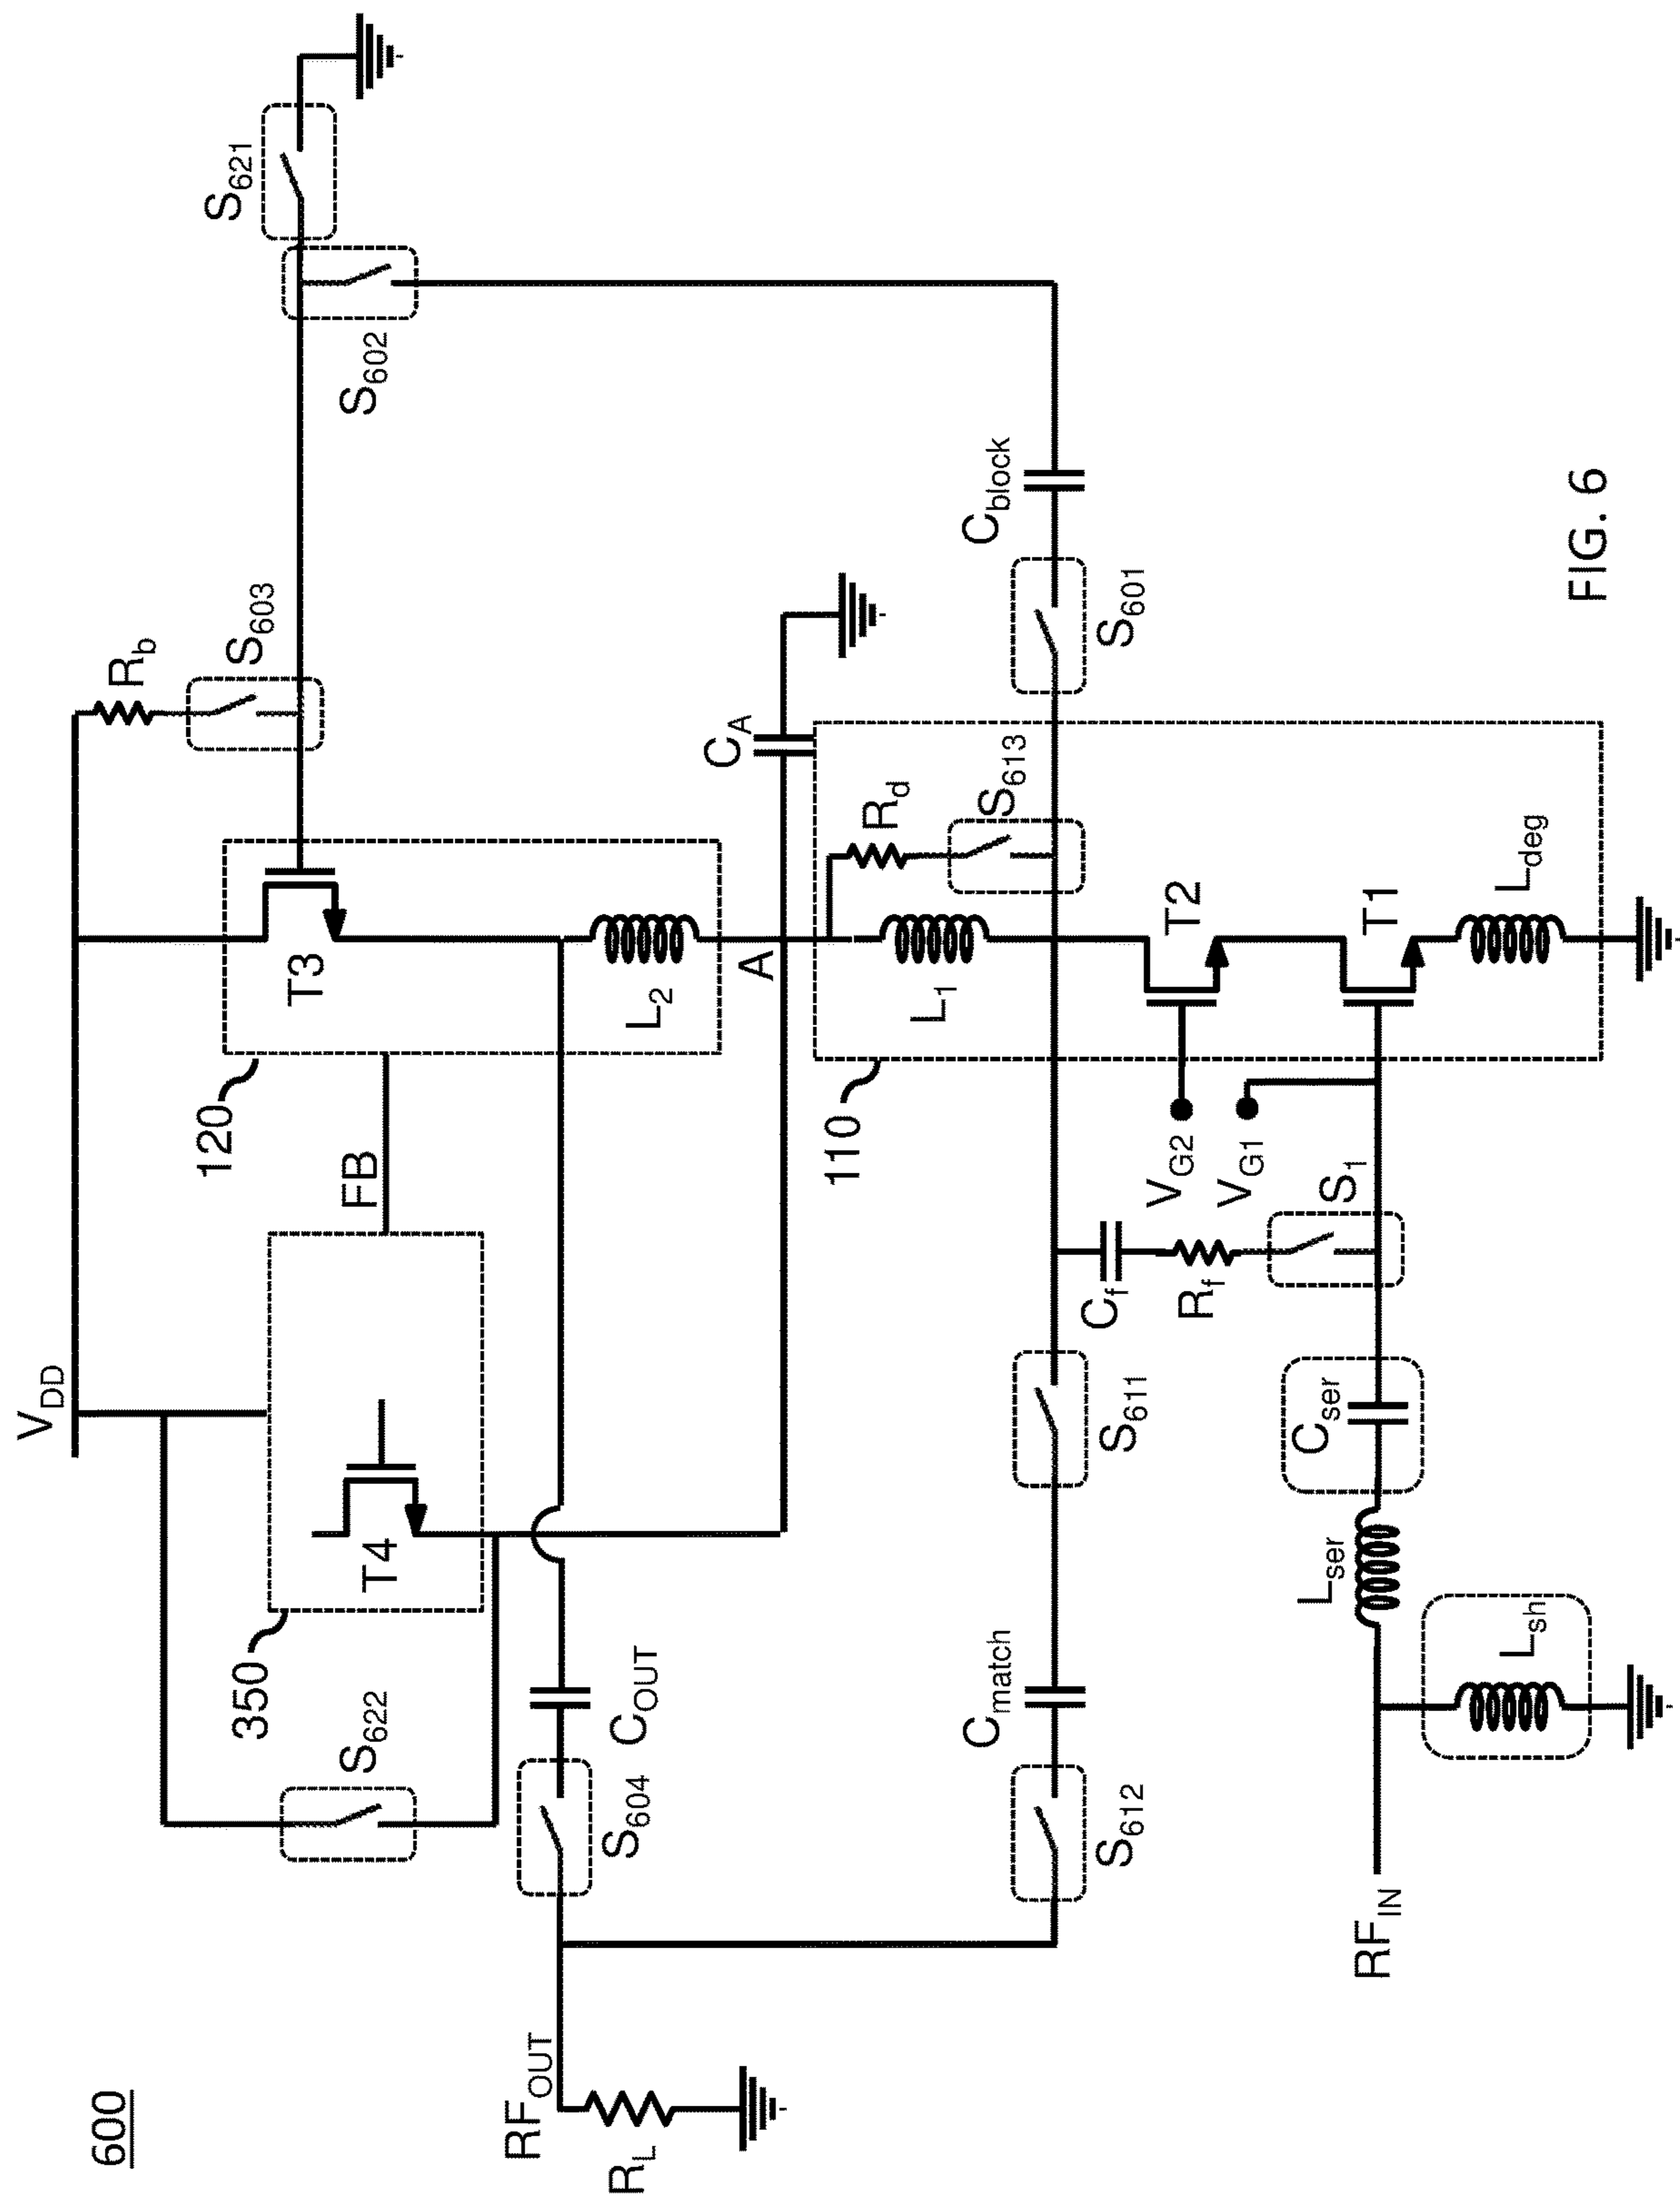 600
V_DD
R_b
S_603
S_621
S_602
T3
120
FB
350
T4
S_622
L_2
A
C_A
C_OUT
S_604
RF_OUT
R_L
110
R_d
S_613
L_1
C_block
S_601
T2
T1
L_deg
V_G2
V_G1
S_1
C_f
R_f
S_611
C_match
S_612
C_ser
L_ser
L_sh
RF_IN
FIG. 6